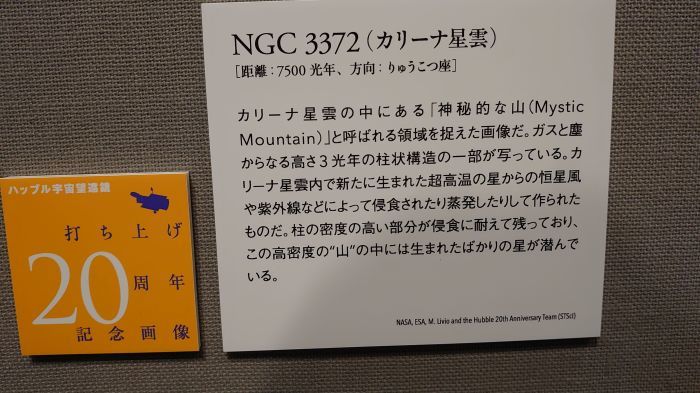 NGC 3372(カリーナ星雲)
[距離:7500 光年、方向:りゅうこつ座]
カリーナ星雲の中にある「神秘的な山(Mystic
Mountain)」と呼ばれる領域を捉えた画像だ。ガスと塵
からなる高さ3光年の柱状構造の一部が写っている。カ
リーナ星雲内で新たに生まれた超高温の星からの恒星風
や紫外線などによって侵食されたり蒸発したりして作られた
ものだ。柱の密度の高い部分が侵食に耐えて残っており、
この高密度の“山”の中には生まれたばかりの星が潜んで
いる。
NASA, ESA, M. Livio and the Hubble 20th Anniversary Team (STScI)
ハッブル宇宙望遠鏡
打ち上げ
20周年
記念画像